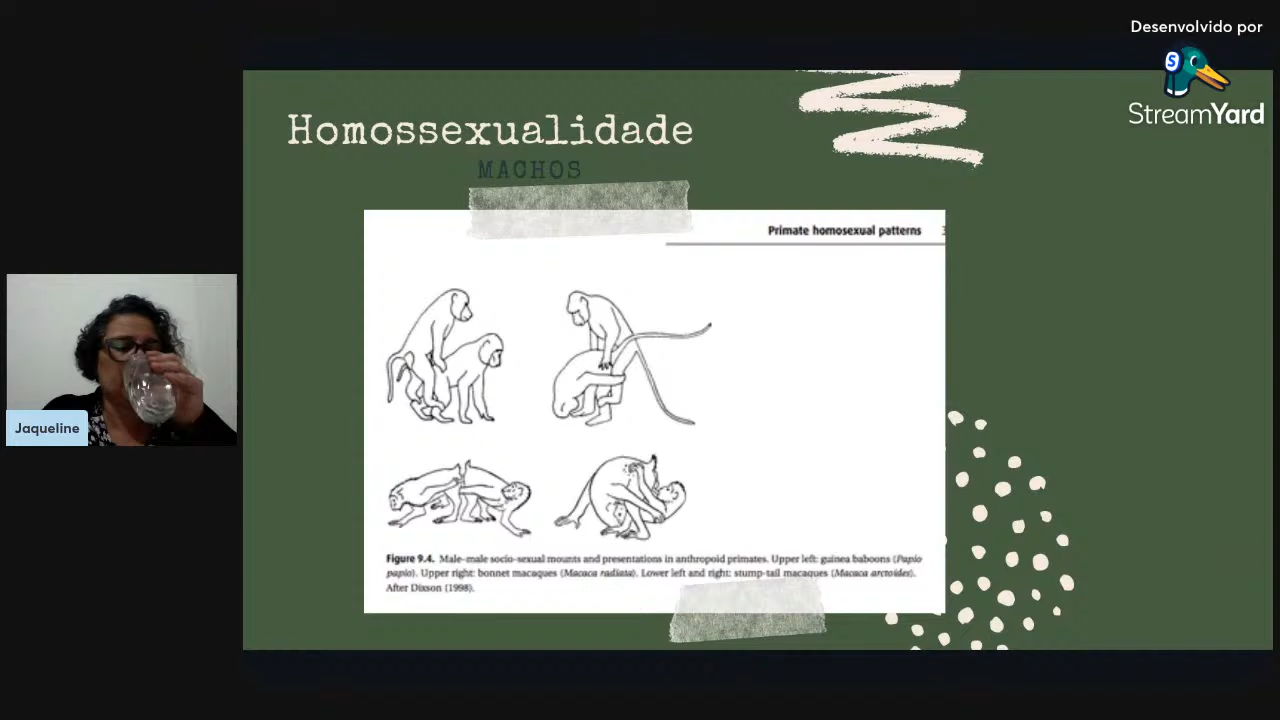 Desenvolvido por
StreamYard
Homossexualidade
MACHOS
Primate homosexual patterns
Figure 9.4. Male–male socio-sexual mounts and presentations in anthropoid primates. Upper left: guinea baboons (Papio
papio). Upper right: bonnet macaques (Macaca radiata). Lower left and right: stump-tail macaques (Macaca arctoides).
After Dixson (1998).
Jaqueline